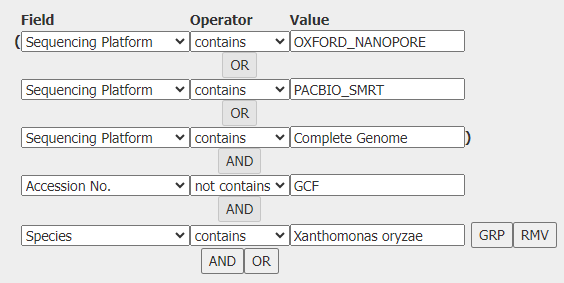 Field Operator Value
( Sequencing Platform contains OXFORD_NANOPORE
OR
Sequencing Platform contains PACBIO_SMRT
OR
Sequencing Platform contains Complete Genome )
AND
Accession No. not contains GCF
AND
Species contains Xanthomonas oryzae GRP RMV
AND OR